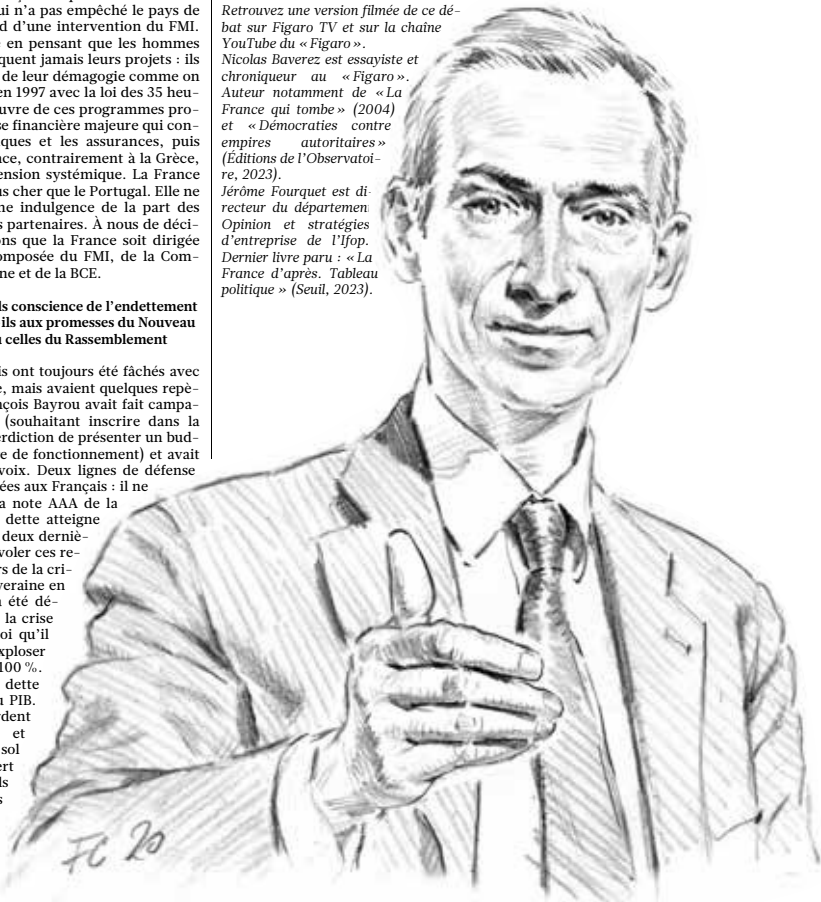 ui n'a pas empêché le pays de
d d'une intervention du FMI.
en pensant que les hommes
quent jamais leurs projets : ils
de leur démagogie comme on
en 1997 avec la loi des 35 heu-
uvre de ces programmes pro-
se financière majeure qui con-
ques et les assurances, puis
nce, contrairement à la Grèce,
ension systémique. La France
us cher que le Portugal. Elle ne
ne indulgence de la part des
s partenaires. À nous de déci-
ons que la France soit dirigée
omposée du FMI, de la Com-
ne et de la BCE.
ls conscience de l'endettement
ils aux promesses du Nouveau
u celles du Rassemblement
is ont toujours été fâchés avec
e, mais avaient quelques repè-
nçois Bayrou avait fait campa-
(souhaitant inscrire dans la
erdiction de présenter un bud-
e de fonctionnement) et avait
voix. Deux lignes de défense
ées aux Français : il ne
a note AAA de la
dette atteigne
deux derniè-
voler ces re-
rs de la cri-
veraine en
été dé-
la crise
oi qu'il
xploser
100 %.
dette
u PIB.
rdent
et
sol
ert
ls
s
Retrouvez une version filmée de ce dé-
bat sur Figaro TV et sur la chaîne
YouTube du « Figaro ».
Nicolas Baverez est essayiste et
chroniqueur au « Figaro ».
Auteur notamment de « La
France qui tombe » (2004)
et « Démocraties contre
empires autoritaires »
(Éditions de l'Observatoi-
re, 2023).
Jérôme Fourquet est di-
recteur du département
Opinion et stratégies
d'entreprise de l'Ifop.
Dernier livre paru : « La
France d'après. Tableau
politique » (Seuil, 2023).
FC 20